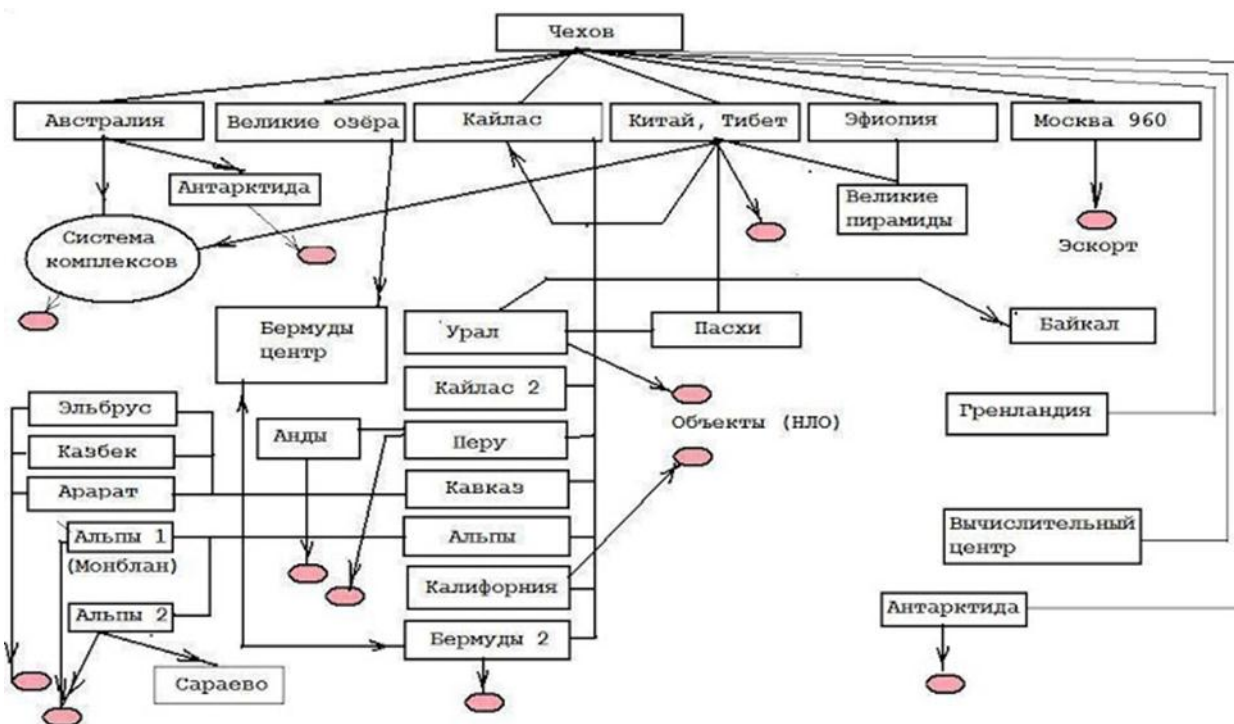 Чехов
Австралия
Великие озёра
Кайлас
Китай, Тибет
Эфиопия
Москва 960
Антарктида
Великие
пирамиды
Система
комплексов
Эскорт
Бермуды
центр
Урал
Пасхи
Байкал
Кайлас 2
Эльбрус
Гренландия
Объекты (НЛО)
Анды
Перу
Казбек
Арарат
Кавказ
Альпы 1
(Монблан)
Альпы
Вычислительный
центр
Калифорния
Антарктида
Альпы 2
Бермуды 2
Сараево